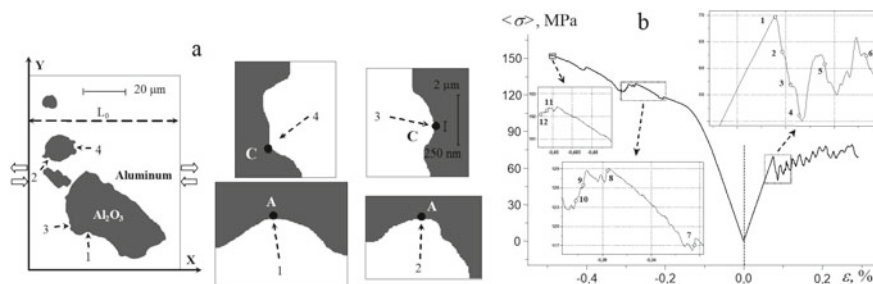 a
Y
20 µm
L₀
4
2
Aluminum
Al₂O₃
3
1
X
4
C
2 µm
3
C
250 nm
A
1
A
2
<σ>, MPa
b
150
120
90
60
30
0
-0,4
-0,2
0,0
0,2
ε, %
11
12
9
8
10
7
1
2
3
4
5
6